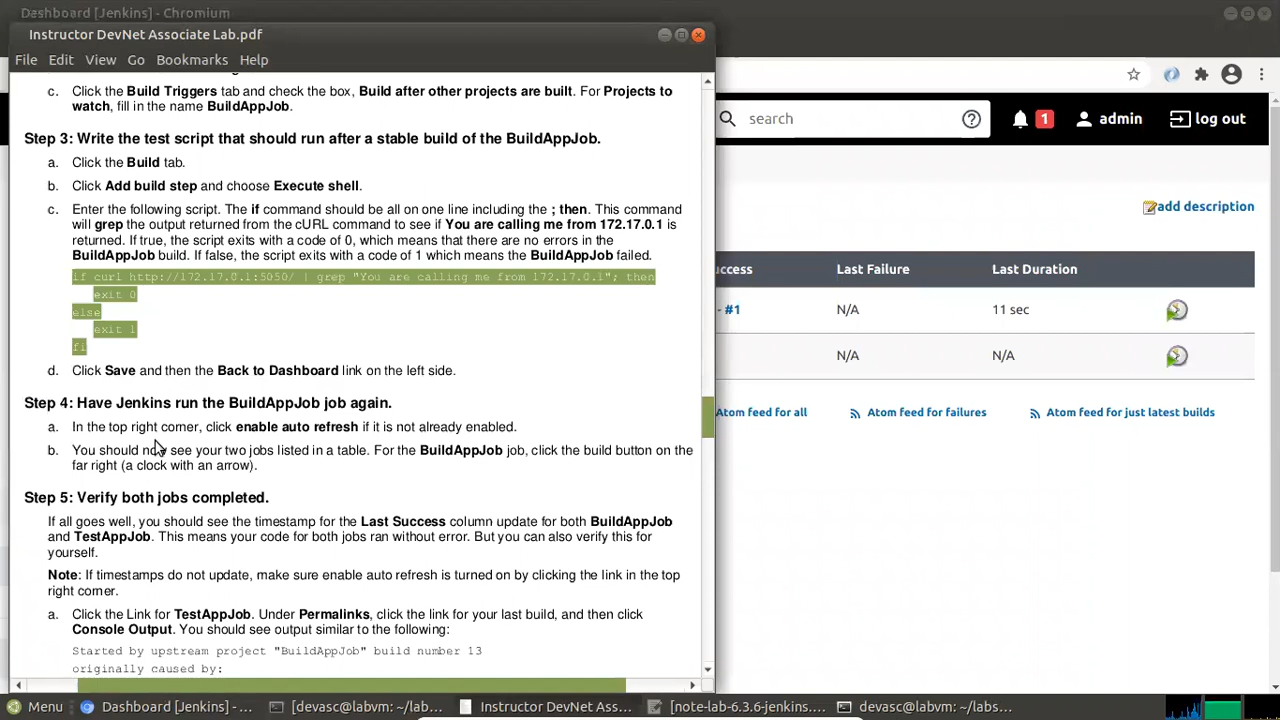 Dashboard [Jenkins] - Chromium
Instructor DevNet Associate Lab.pdf
File Edit View Go Bookmarks Help
c. Click the Build Triggers tab and check the box, Build after other projects are built. For Projects to
watch, fill in the name BuildAppJob.
Step 3: Write the test script that should run after a stable build of the BuildAppJob.
a. Click the Build tab.
b. Click Add build step and choose Execute shell.
c. Enter the following script. The if command should be all on one line including the ; then. This command
will grep the output returned from the cURL command to see if You are calling me from 172.17.0.1 is
returned. If true, the script exits with a code of 0, which means that there are no errors in the
BuildAppJob build. If false, the script exits with a code of 1 which means the BuildAppJob failed.
if curl http://172.17.0.1:5050/ | grep "You are calling me from 172.17.0.1"; then
exit 0
else
exit 1
fi
d. Click Save and then the Back to Dashboard link on the left side.
Step 4: Have Jenkins run the BuildAppJob job again.
a. In the top right corner, click enable auto refresh if it is not already enabled.
b. You should now see your two jobs listed in a table. For the BuildAppJob job, click the build button on the
far right (a clock with an arrow).
Step 5: Verify both jobs completed.
If all goes well, you should see the timestamp for the Last Success column update for both BuildAppJob
and TestAppJob. This means your code for both jobs ran without error. But you can also verify this for
yourself.
Note: If timestamps do not update, make sure enable auto refresh is turned on by clicking the link in the top
right corner.
a. Click the Link for TestAppJob. Under Permalinks, click the link for your last build, and then click
Console Output. You should see output similar to the following:
Started by upstream project "BuildAppJob" build number 13
originally caused by:
search
1 admin log out
add description
uccess Last Failure Last Duration
- #1 N/A 11 sec
N/A N/A
Atom feed for all Atom feed for failures Atom feed for just latest builds
Menu Dashboard [Jenkins] - ... [devasc@labvm: ~/lab... Instructor DevNet Asso... [note-lab-6.3.6-jenkins.... devasc@labvm: ~/labs...